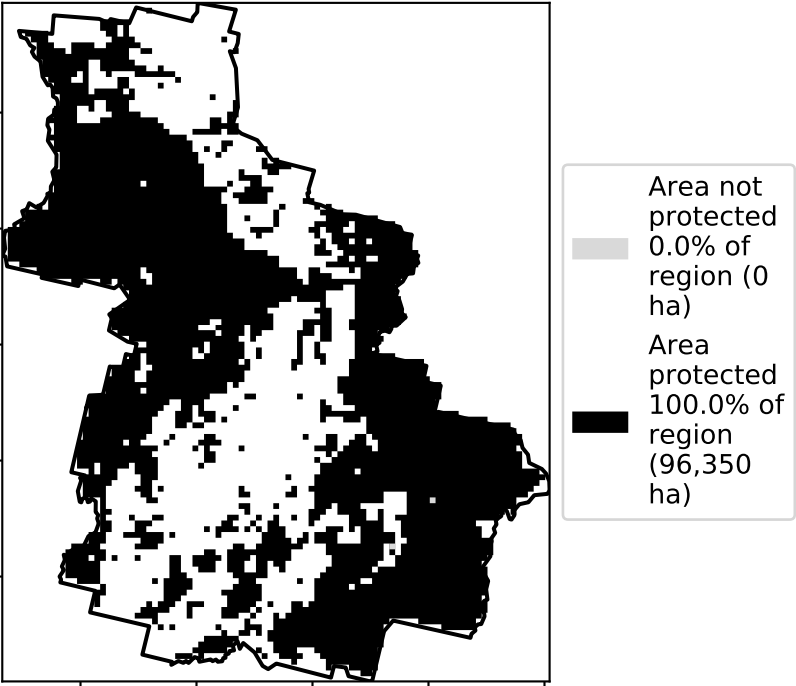 Area not
protected
0.0% of
region (0
ha)
Area
protected
100.0% of
region
(96,350
ha)